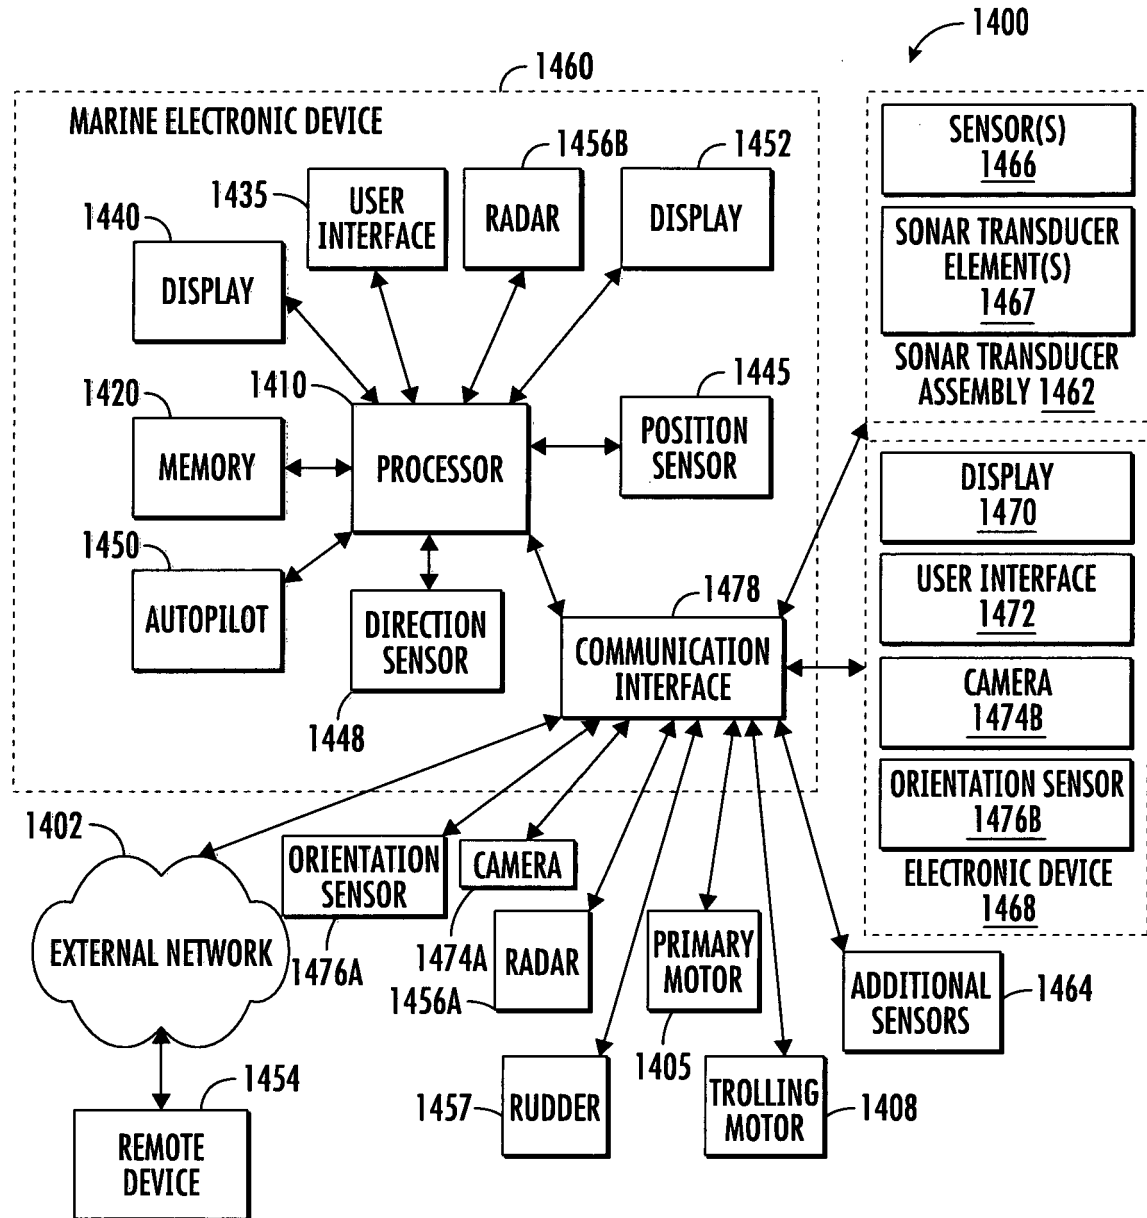 1400
1460
MARINE ELECTRONIC DEVICE
1456B
1452
1435
USER
INTERFACE
RADAR
DISPLAY
1440
DISPLAY
1420
1410
1445
MEMORY
PROCESSOR
POSITION
SENSOR
1450
AUTOPILOT
DIRECTION
SENSOR
1448
1478
COMMUNICATION
INTERFACE
SENSOR(S)
1466
SONAR TRANSDUCER
ELEMENT(S)
1467
SONAR TRANSDUCER
ASSEMBLY 1462
DISPLAY
1470
USER INTERFACE
1472
CAMERA
1474B
ORIENTATION SENSOR
1476B
ELECTRONIC DEVICE
1468
1402
EXTERNAL NETWORK
ORIENTATION
SENSOR
1476A
CAMERA
1474A
RADAR
1456A
PRIMARY
MOTOR
1405
ADDITIONAL
SENSORS
1464
1454
REMOTE
DEVICE
1457
RUDDER
TROLLING
MOTOR
1408